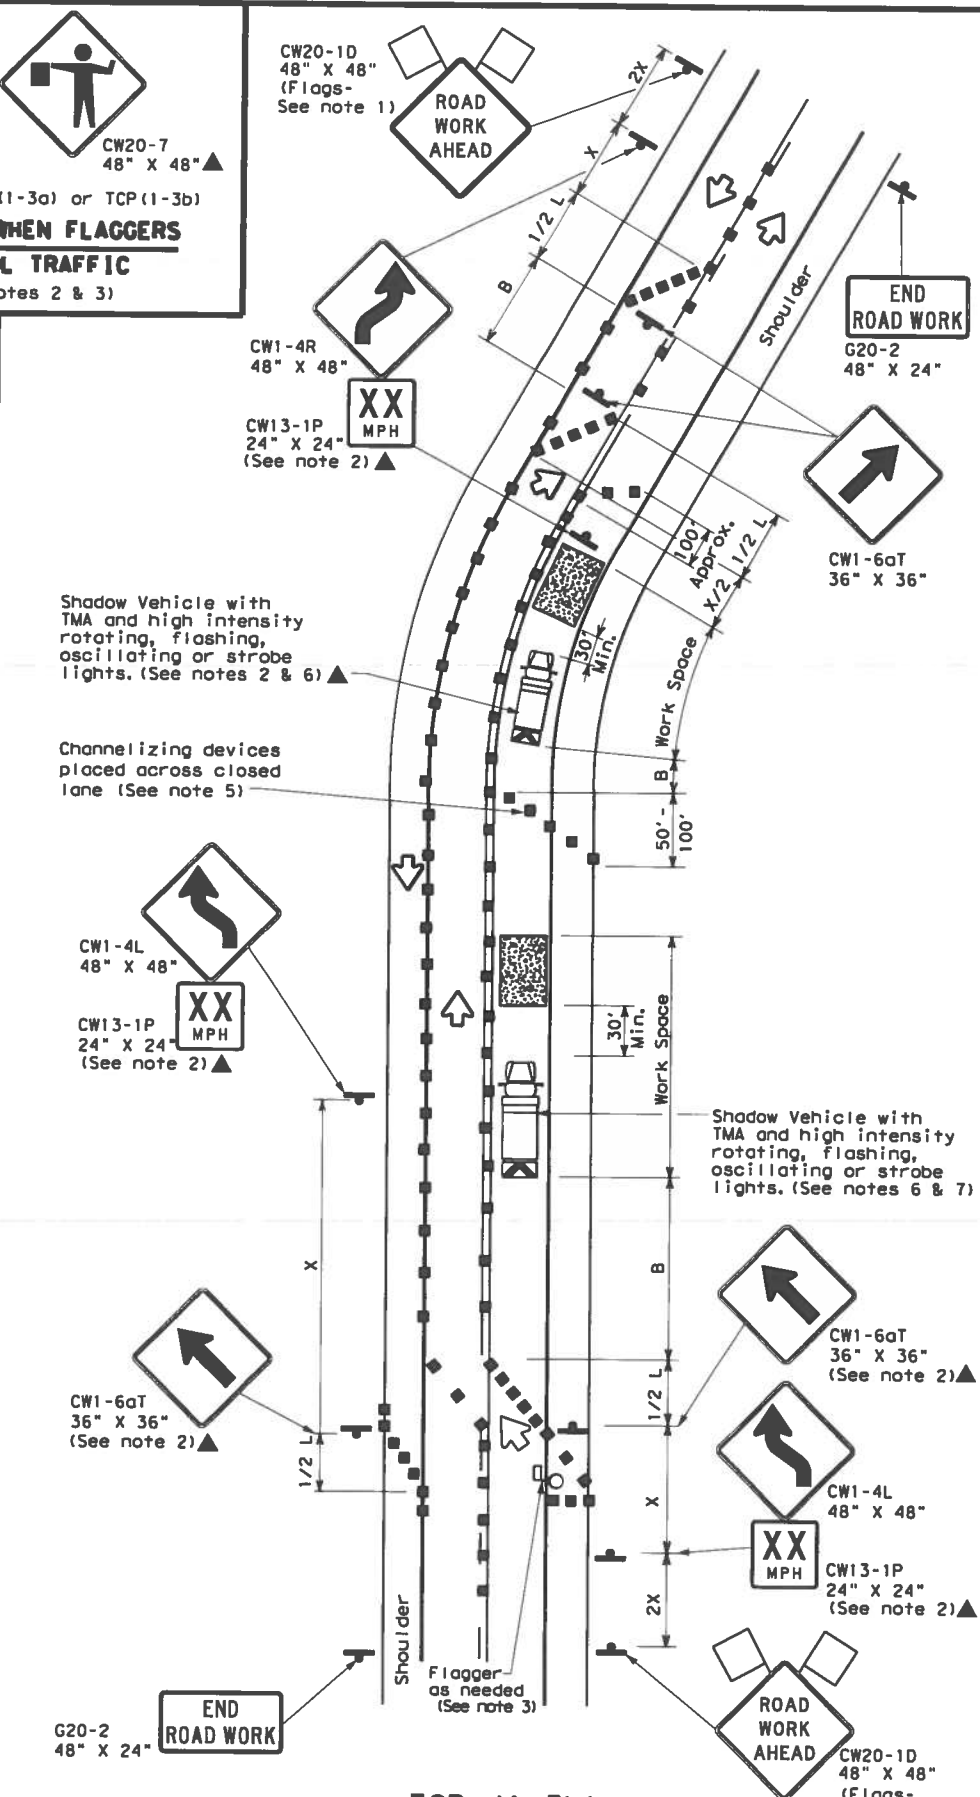 CW20-7
48" X 48"▲
(1-3a) or TCP(1-3b)
WHEN FLAGGERS
L TRAFFIC
otes 2 & 3)
CW20-1D
48" X 48"
(Flags-
See note 1)
ROAD
WORK
AHEAD
2X
X
1/2 L
B
CW1-4R
48" X 48"
XX
MPH
CW13-1P
24" X 24"
(See note 2)▲
Shoulder
END
ROAD WORK
G20-2
48" X 24"
CW1-6aT
36" X 36"
100'
Approx.
1/2 L
X/2
Shadow Vehicle with
TMA and high intensity
rotating, flashing,
oscillating or strobe
lights. (See notes 2 & 6)▲
30'
Min.
Work Space
B
50' -
100'
Channelizing devices
placed across closed
lane (See note 5)
CW1-4L
48" X 48"
XX
MPH
CW13-1P
24" X 24"
(See note 2)▲
30'
Min.
Work Space
Shadow Vehicle with
TMA and high intensity
rotating, flashing,
oscillating or strobe
lights. (See notes 6 & 7)
X
B
CW1-6aT
36" X 36"
(See note 2)▲
1/2 L
CW1-6aT
36" X 36"
(See note 2)▲
1/2 L
X
CW1-4L
48" X 48"
XX
MPH
CW13-1P
24" X 24"
(See note 2)▲
2X
Shoulder
Flagger
as needed
(See note 3)
END
ROAD WORK
G20-2
48" X 24"
ROAD
WORK
AHEAD
CW20-1D
48" X 48"
(Flags-